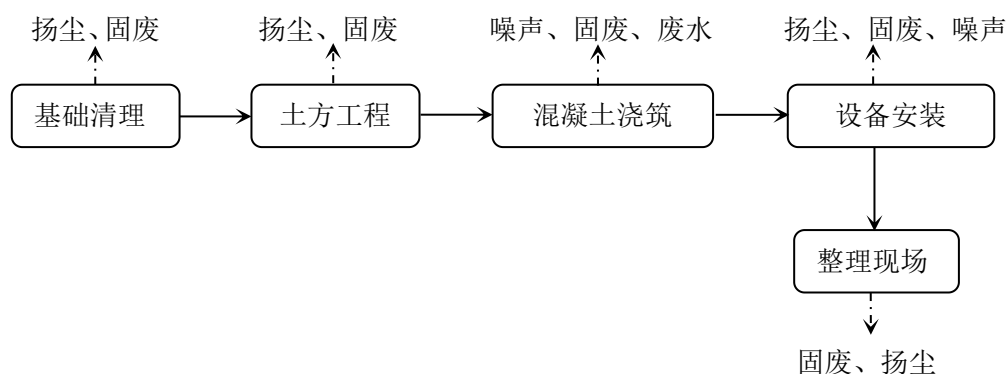 扬尘、固废
扬尘、固废
噪声、固废、废水
扬尘、固废、噪声
基础清理
土方工程
混凝土浇筑
设备安装
整理现场
固废、扬尘